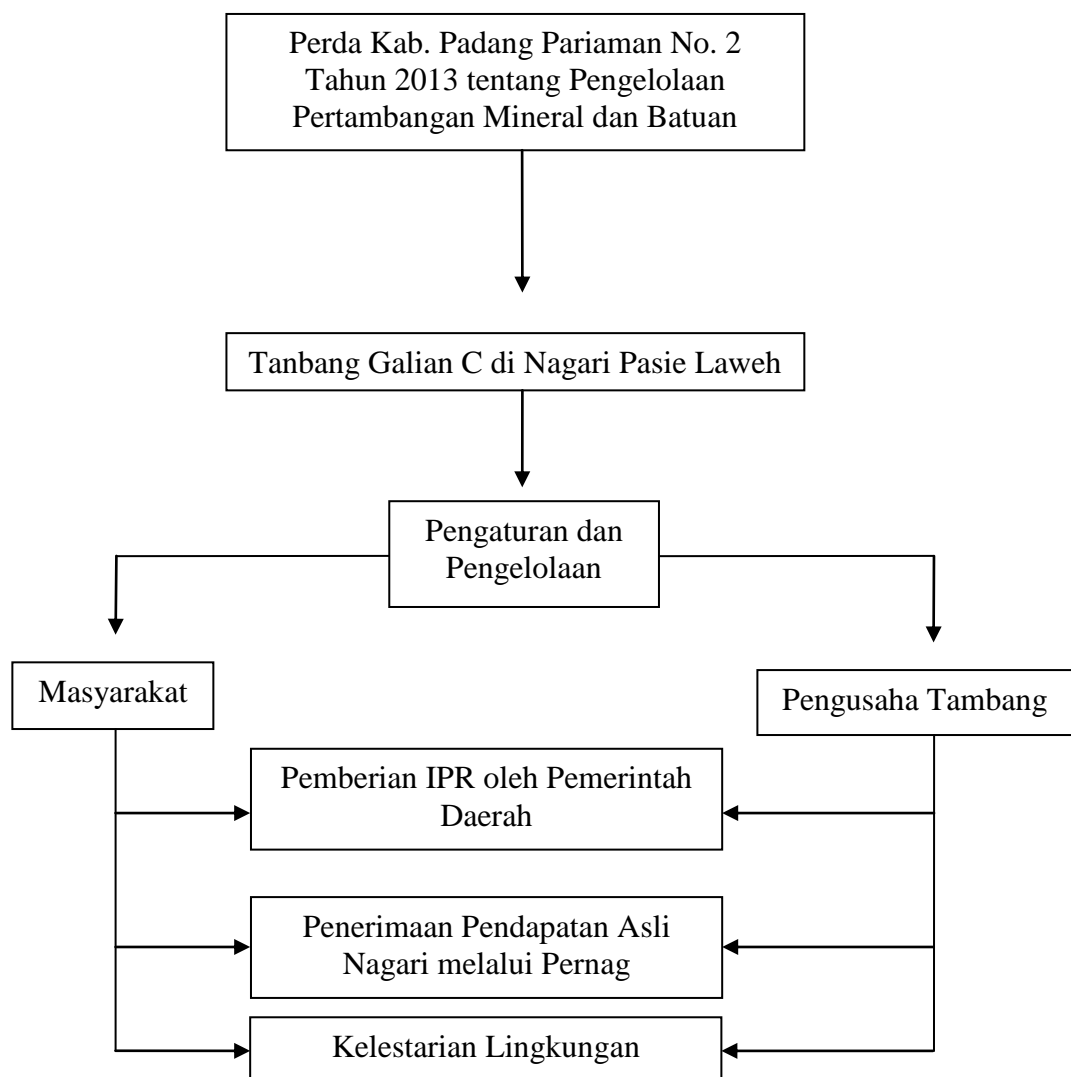 Perda Kab. Padang Pariaman No. 2
Tahun 2013 tentang Pengelolaan
Pertambangan Mineral dan Batuan
Tanbang Galian C di Nagari Pasie Laweh
Pengaturan dan
Pengelolaan
Masyarakat
Pengusaha Tambang
Pemberian IPR oleh Pemerintah
Daerah
Penerimaan Pendapatan Asli
Nagari melalui Pernag
Kelestarian Lingkungan